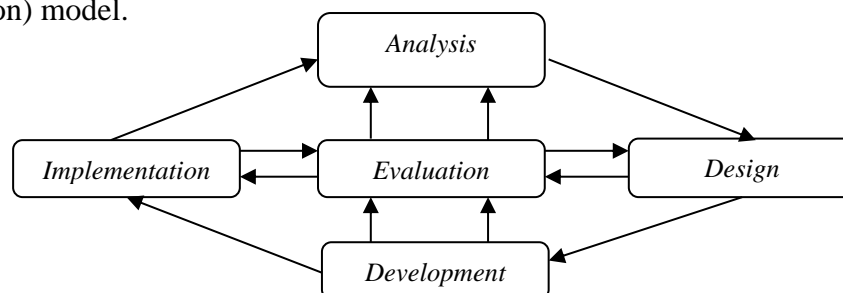 on) model.
Analysis
Implementation
Evaluation
Design
Development